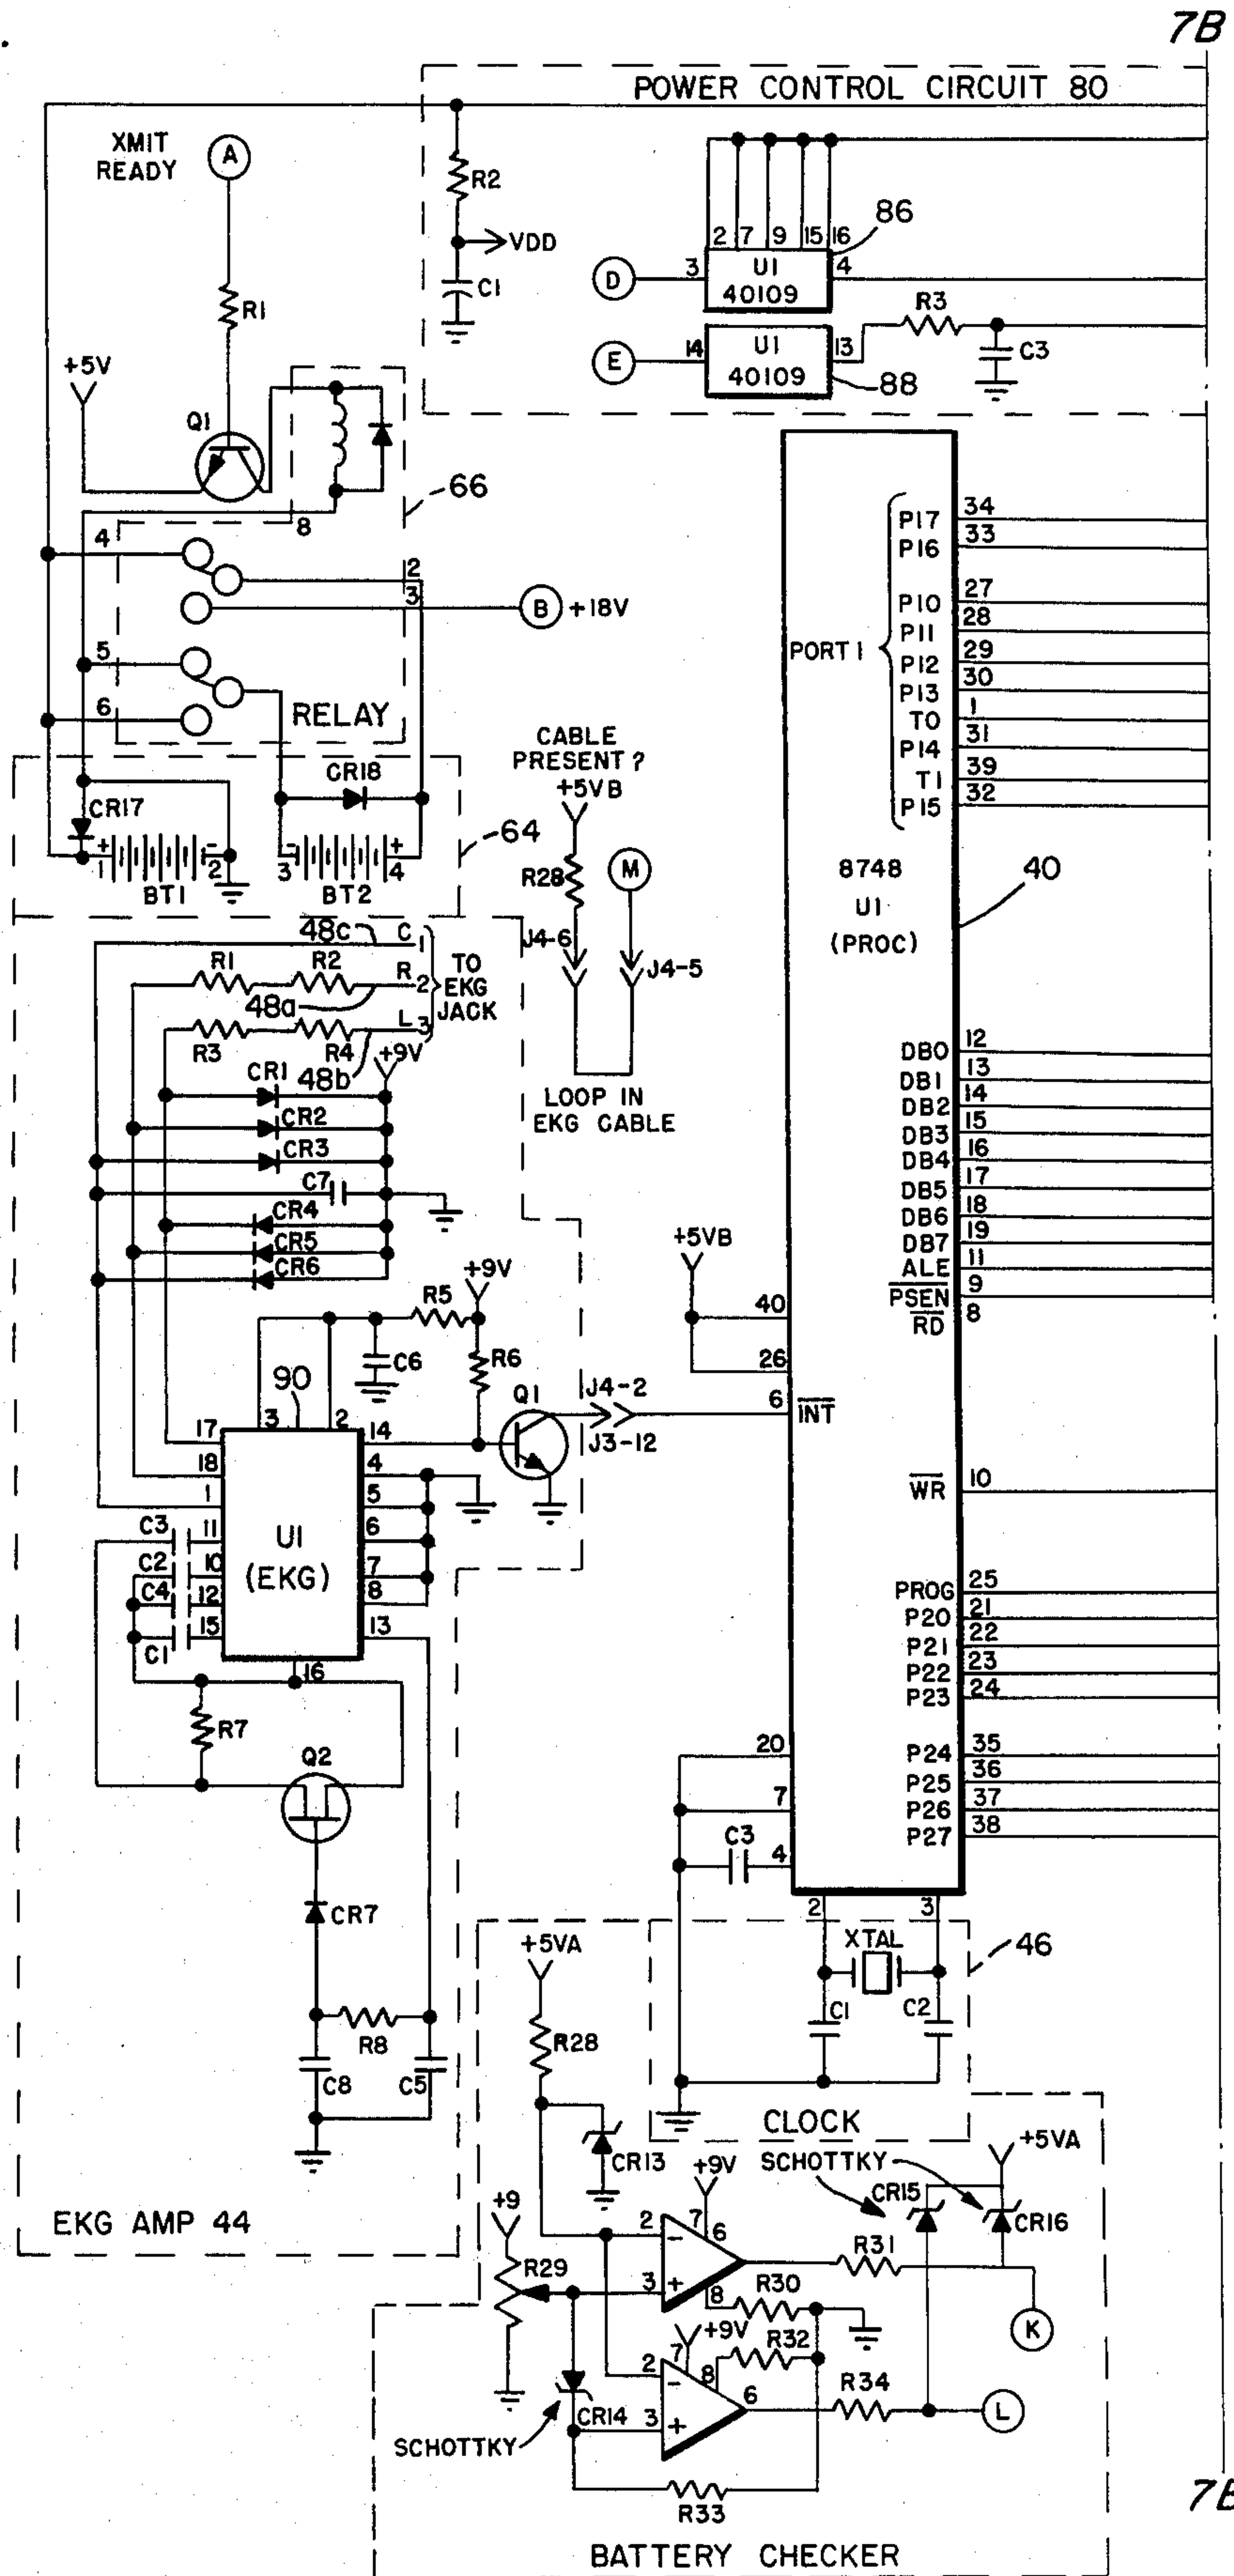 7B
POWER CONTROL CIRCUIT 80
XMIT
READY
A
R2
VDD
C1
R1
86
2 7 9 15 16
D
3
U1
40109
4
R3
C3
E
14
U1
40109
13
88
+5V
Q1
66
8
4
2
3
B
+18V
5
6
RELAY
CR17
CR18
64
+
1
-
2
BT1
-
3
+
4
BT2
CABLE
PRESENT?
+5VB
R28
M
J4-6
J4-5
LOOP IN
EKG CABLE
48c
C
1
R1
R2
R
2
48a
R3
R4
L
3
48b
TO
EKG
JACK
+9V
CR1
CR2
CR3
C7
CR4
CR5
CR6
+9V
R5
C6
R6
Q1
J4-2
J3-12
90
3
2
17
18
1
C3
11
C2
10
C4
12
C1
15
U1
(EKG)
14
4
5
6
7
8
13
16
R7
Q2
CR7
R8
C8
C5
EKG AMP 44
PORT 1
P17 34
P16 33
P10 27
P11 28
P12 29
P13 30
T0 1
P14 31
T1 39
P15 32
8748
U1
(PROC)
40
DB0 12
DB1 13
DB2 14
DB3 15
DB4 16
DB5 17
DB6 18
DB7 19
ALE 11
PSEN 9
RD 8
+5VB
40
26
6
INT
WR 10
PROG 25
P20 21
P21 22
P22 23
P23 24
P24 35
P25 36
P26 37
P27 38
20
7
C3
4
2
3
XTAL
46
C1
C2
CLOCK
+5VA
R28
CR13
+9V
SCHOTTKY
+5VA
CR15
CR16
+9
R29
2
-
7
6
3
+
8
R30
R31
K
+9V
R32
2
-
7
8
6
3
+
R34
L
CR14
SCHOTTKY
R33
BATTERY CHECKER
7B